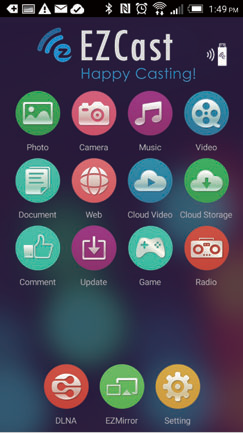 1:49 PM
EZCast
Happy Casting!
Photo Camera Music Video
Document Web Cloud Video Cloud Storage
Comment Update Game Radio
DLNA EZMirror Setting